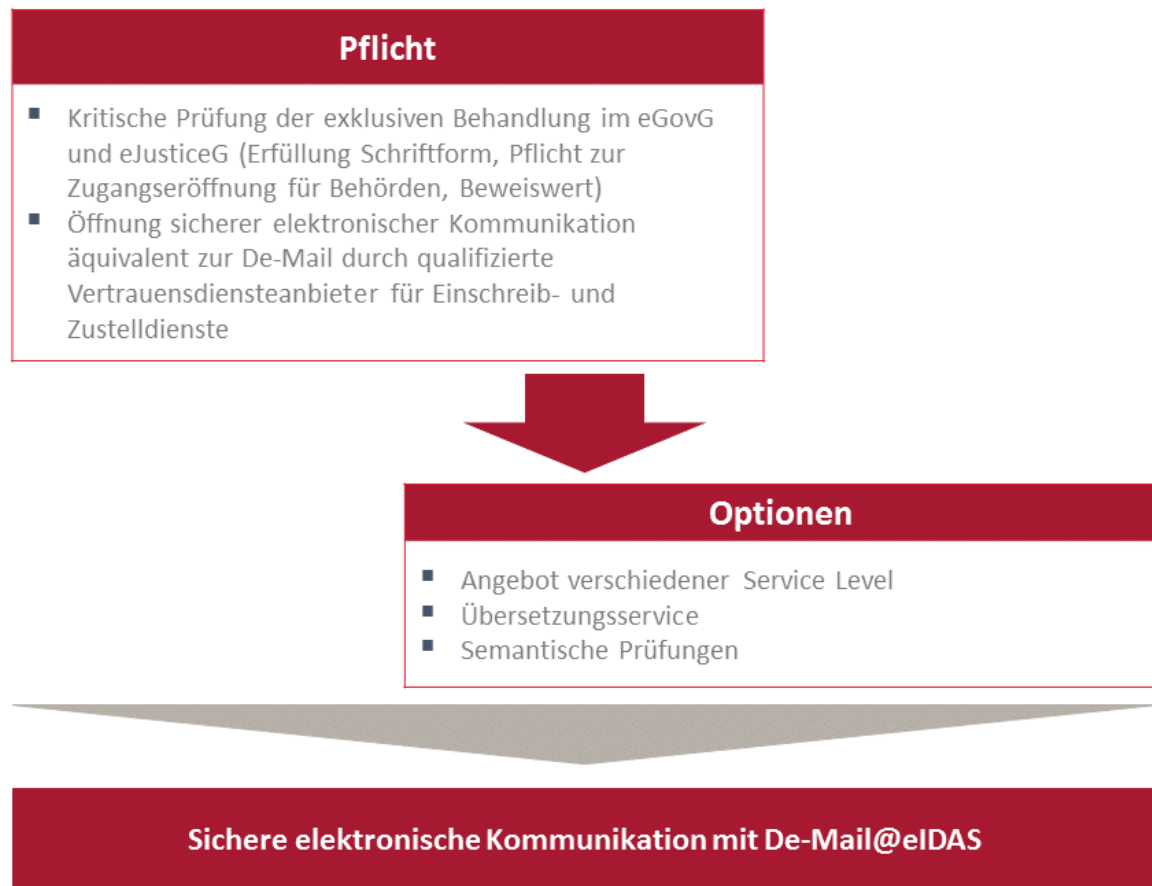 Pflicht
▪ Kritische Prüfung der exklusiven Behandlung im eGovG
und eJusticeG (Erfüllung Schriftform, Pflicht zur
Zugangseröffnung für Behörden, Beweiswert)
▪ Öffnung sicherer elektronischer Kommunikation
äquivalent zur De-Mail durch qualifizierte
Vertrauensdiensteanbieter für Einschreib- und
Zustelldienste
Optionen
▪ Angebot verschiedener Service Level
▪ Übersetzungsservice
▪ Semantische Prüfungen
Sichere elektronische Kommunikation mit De-Mail@eIDAS